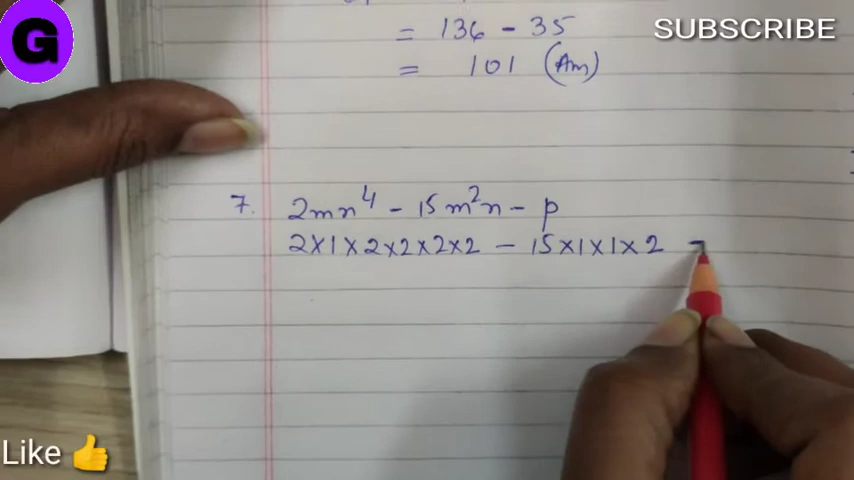 G
SUBSCRIBE
= 136 - 35
= 101 (Ans)
7. 2mn⁴ - 15m²n - p
2×1×2×2×2×2 - 15×1×1×2 -
Like 👍